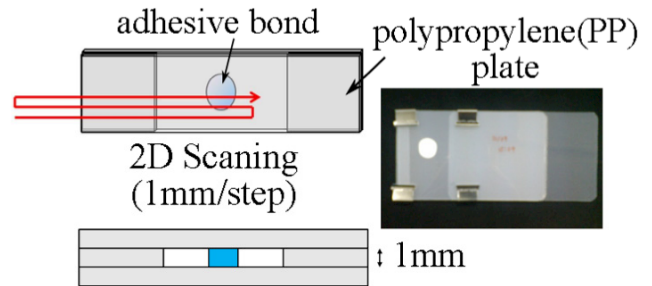 adhesive bond
polypropylene(PP)
plate
2D Scaning
(1mm/step)
1mm